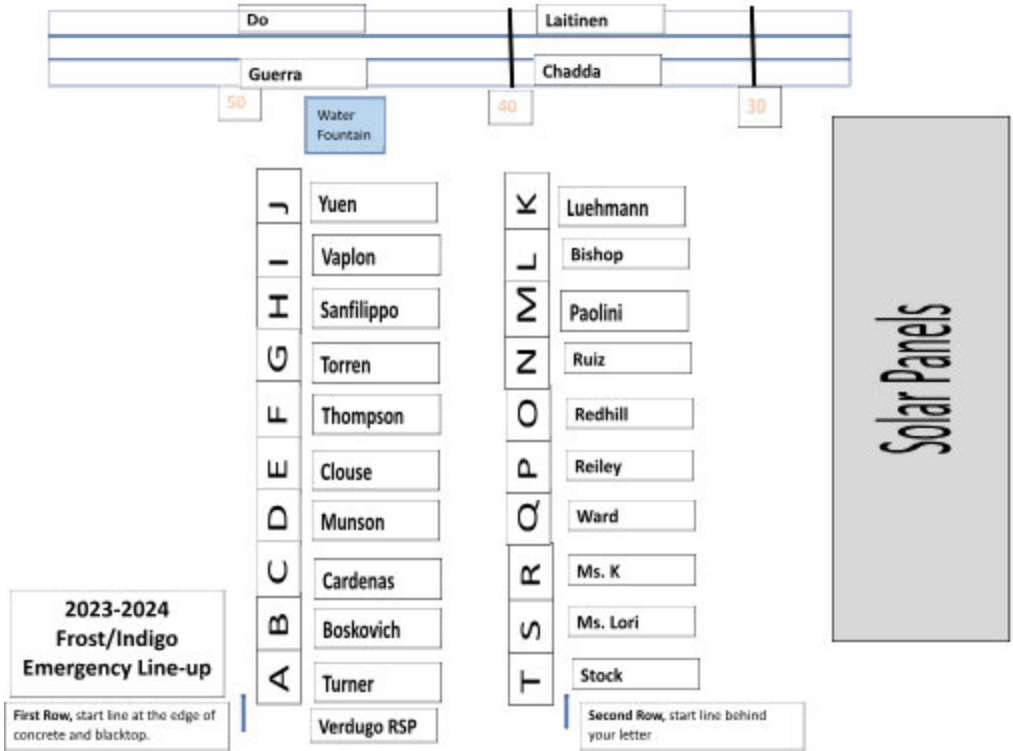 Do
Laitinen
Guerra
Chadda
50
40
30
Water
Fountain
J
Yuen
I
Vaplon
H
Sanfilippo
G
Torren
F
Thompson
E
Clouse
D
Munson
C
Cardenas
B
Boskovich
A
Turner
Verdugo RSP
K
Luehmann
L
Bishop
M
Paolini
N
Ruiz
O
Redhill
P
Reiley
Q
Ward
R
Ms. K
S
Ms. Lori
T
Stock
Solar Panels
2023-2024
Frost/Indigo
Emergency Line-up
First Row, start line at the edge of
concrete and blacktop.
Second Row, start line behind
your letter